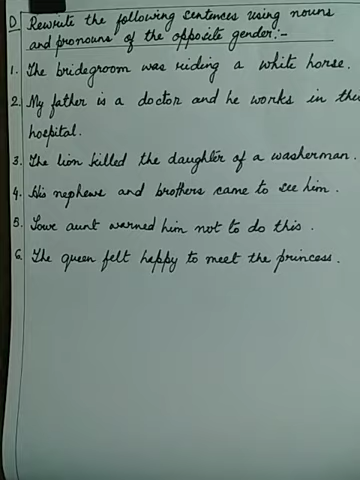 D. Rewrite the following sentences using nouns
and pronouns of the opposite gender:-
1. The bridegroom was riding a white horse.
2. My father is a doctor and he works in this
hospital.
3. The lion killed the daughter of a washerman.
4. His nephews and brothers came to see him.
5. Your aunt warned him not to do this.
6. The queen felt happy to meet the princess.